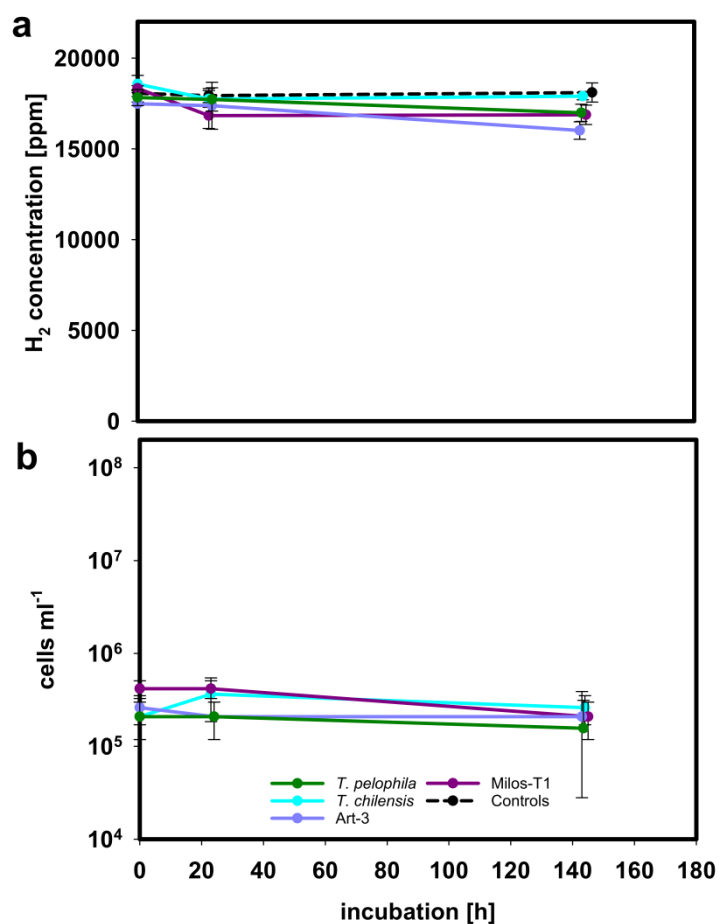 a
20000
15000
10000
5000
0
H2 concentration [ppm]
b
10^8
10^7
10^6
10^5
10^4
cells ml^-1
T. pelophila
T. chilensis
Art-3
Milos-T1
Controls
0 20 40 60 80 100 120 140 160 180
incubation [h]